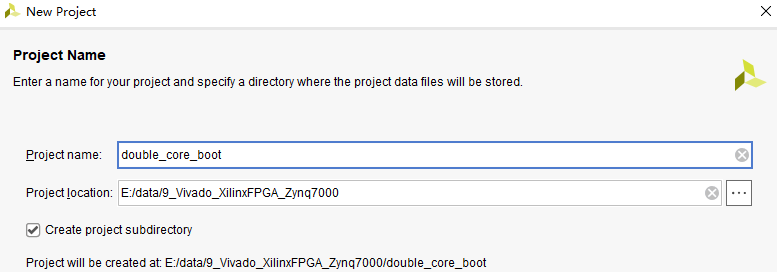 New Project
Project Name
Enter a name for your project and specify a directory where the project data files will be stored.
Project name: double_core_boot
Project location: E:/data/9_Vivado_XilinxFPGA_Zynq7000 ...
Create project subdirectory
Project will be created at: E:/data/9_Vivado_XilinxFPGA_Zynq7000/double_core_boot